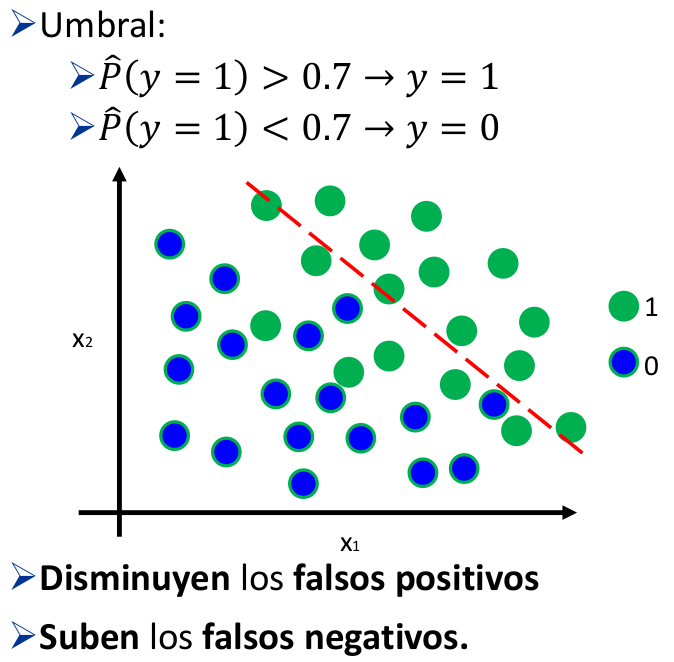 ➢Umbral:
➢P̂(y = 1) > 0.7 → y = 1
➢P̂(y = 1) < 0.7 → y = 0
1
x2
0
x1
➢Disminuyen los falsos positivos
➢Suben los falsos negativos.